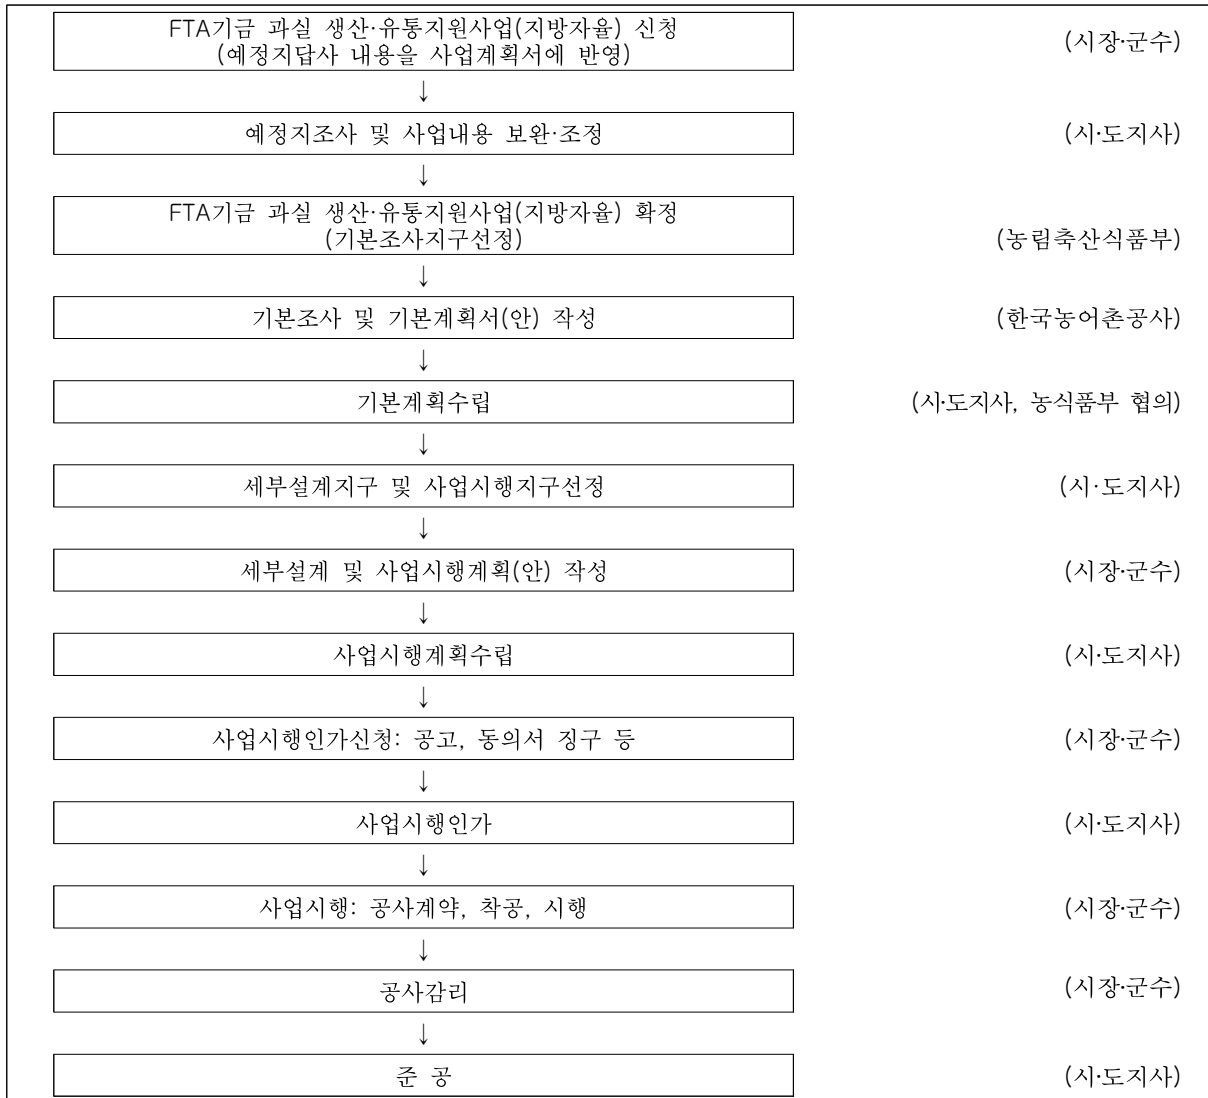 FTA기금 과실 생산·유통지원사업(지방자율) 신청
(예정지답사 내용을 사업계획서에 반영)
(시장·군수)
↓
예정지조사 및 사업내용 보완·조정
(시·도지사)
↓
FTA기금 과실 생산·유통지원사업(지방자율) 확정
(기본조사지구선정)
(농림축산식품부)
↓
기본조사 및 기본계획서(안) 작성
(한국농어촌공사)
↓
기본계획수립
(시·도지사, 농식품부 협의)
↓
세부설계지구 및 사업시행지구선정
(시·도지사)
↓
세부설계 및 사업시행계획(안) 작성
(시장·군수)
↓
사업시행계획수립
(시·도지사)
↓
사업시행인가신청: 공고, 동의서 징구 등
(시장·군수)
↓
사업시행인가
(시·도지사)
↓
사업시행: 공사계약, 착공, 시행
(시장·군수)
↓
공사감리
(시장·군수)
↓
준 공
(시·도지사)